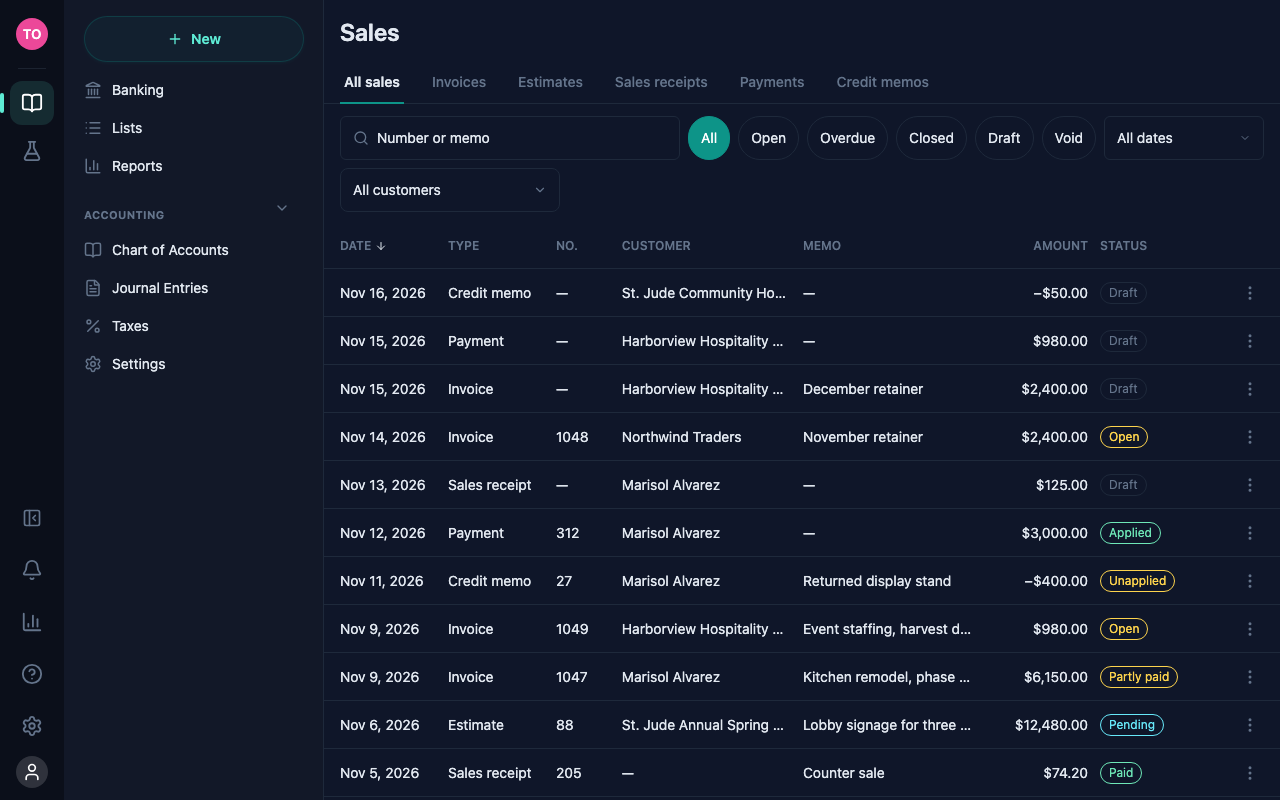 TO
New
Banking
Lists
Reports
ACCOUNTING
Chart of Accounts
Journal Entries
Taxes
Settings
Sales
All sales Invoices Estimates Sales receipts Payments Credit memos
Number or memo All Open Overdue Closed Draft Void All dates
All customers
DATE TYPE NO. CUSTOMER MEMO AMOUNT STATUS
Nov 16, 2026 Credit memo — St. Jude Community Ho... — −$50.00 Draft
Nov 15, 2026 Payment — Harborview Hospitality ... — $980.00 Draft
Nov 15, 2026 Invoice — Harborview Hospitality ... December retainer $2,400.00 Draft
Nov 14, 2026 Invoice 1048 Northwind Traders November retainer $2,400.00 Open
Nov 13, 2026 Sales receipt — Marisol Alvarez — $125.00 Draft
Nov 12, 2026 Payment 312 Marisol Alvarez — $3,000.00 Applied
Nov 11, 2026 Credit memo 27 Marisol Alvarez Returned display stand −$400.00 Unapplied
Nov 9, 2026 Invoice 1049 Harborview Hospitality ... Event staffing, harvest d... $980.00 Open
Nov 9, 2026 Invoice 1047 Marisol Alvarez Kitchen remodel, phase ... $6,150.00 Partly paid
Nov 6, 2026 Estimate 88 St. Jude Annual Spring ... Lobby signage for three ... $12,480.00 Pending
Nov 5, 2026 Sales receipt 205 — Counter sale $74.20 Paid